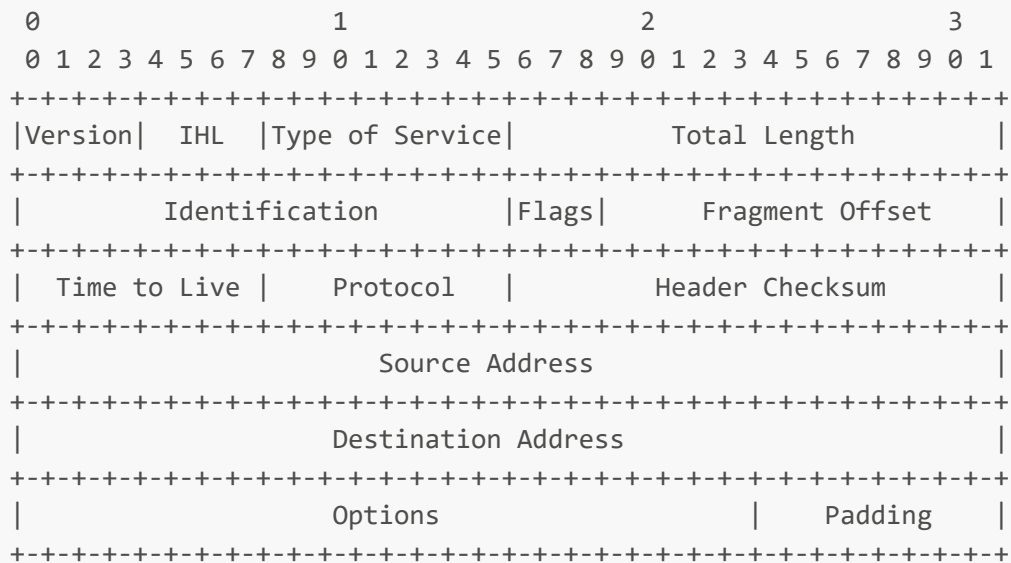 0                   1                   2                   3
0 1 2 3 4 5 6 7 8 9 0 1 2 3 4 5 6 7 8 9 0 1 2 3 4 5 6 7 8 9 0 1
+-+-+-+-+-+-+-+-+-+-+-+-+-+-+-+-+-+-+-+-+-+-+-+-+-+-+-+-+-+-+-+-+
|Version|  IHL  |Type of Service|          Total Length         |
+-+-+-+-+-+-+-+-+-+-+-+-+-+-+-+-+-+-+-+-+-+-+-+-+-+-+-+-+-+-+-+-+
|         Identification        |Flags|      Fragment Offset    |
+-+-+-+-+-+-+-+-+-+-+-+-+-+-+-+-+-+-+-+-+-+-+-+-+-+-+-+-+-+-+-+-+
|  Time to Live |    Protocol   |         Header Checksum       |
+-+-+-+-+-+-+-+-+-+-+-+-+-+-+-+-+-+-+-+-+-+-+-+-+-+-+-+-+-+-+-+-+
|                       Source Address                          |
+-+-+-+-+-+-+-+-+-+-+-+-+-+-+-+-+-+-+-+-+-+-+-+-+-+-+-+-+-+-+-+-+
|                    Destination Address                        |
+-+-+-+-+-+-+-+-+-+-+-+-+-+-+-+-+-+-+-+-+-+-+-+-+-+-+-+-+-+-+-+-+
|                    Options                    |    Padding    |
+-+-+-+-+-+-+-+-+-+-+-+-+-+-+-+-+-+-+-+-+-+-+-+-+-+-+-+-+-+-+-+-+